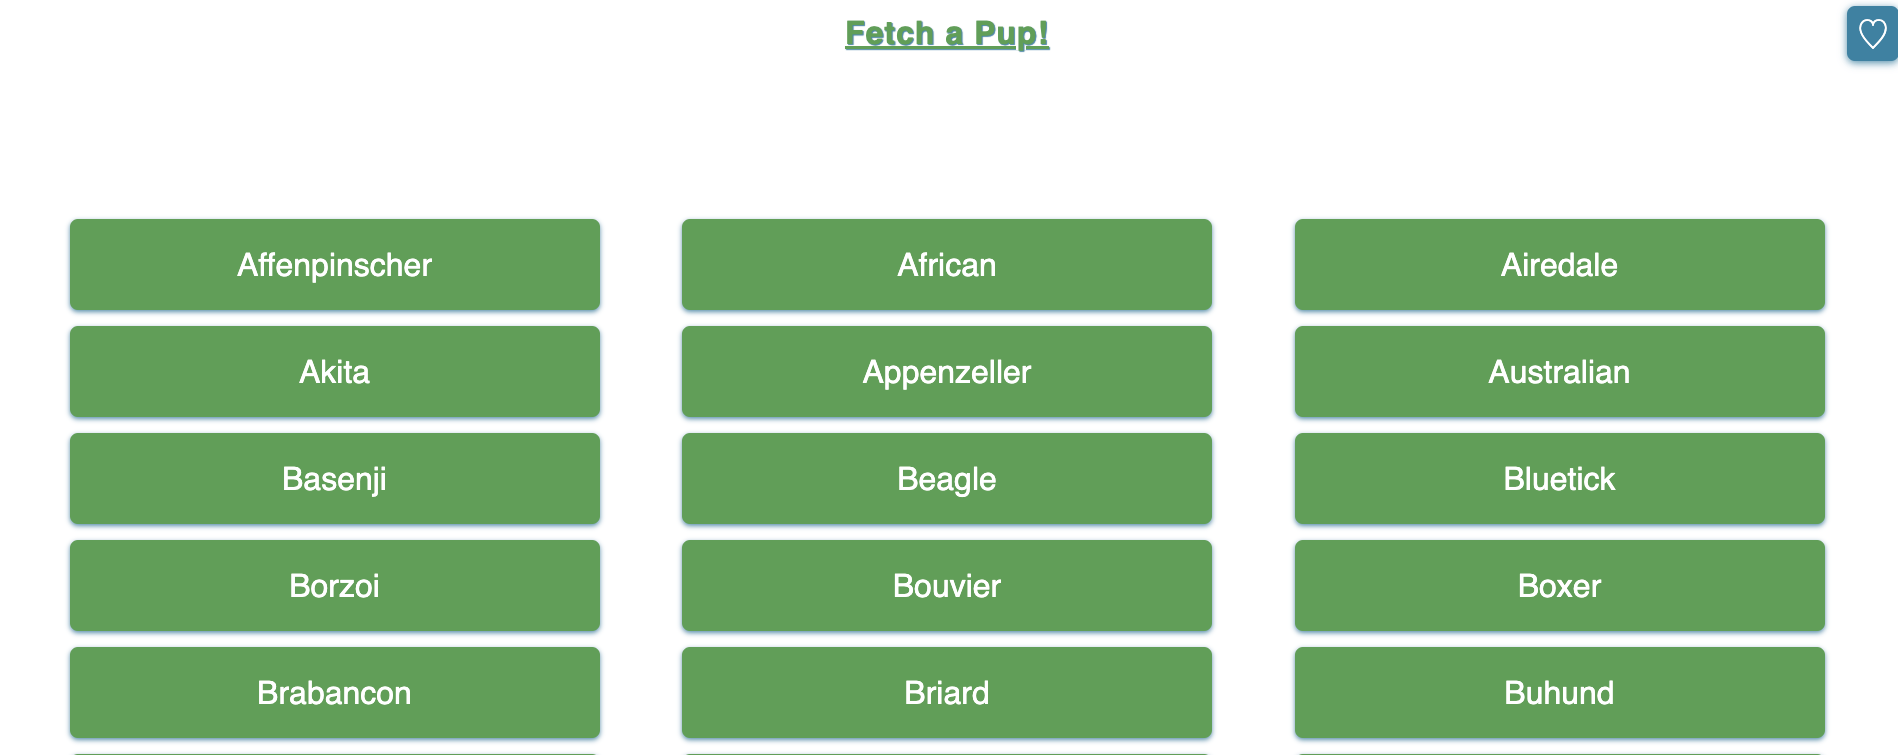 Fetch a Pup!
Affenpinscher
African
Airedale
Akita
Appenzeller
Australian
Basenji
Beagle
Bluetick
Borzoi
Bouvier
Boxer
Brabancon
Briard
Buhund